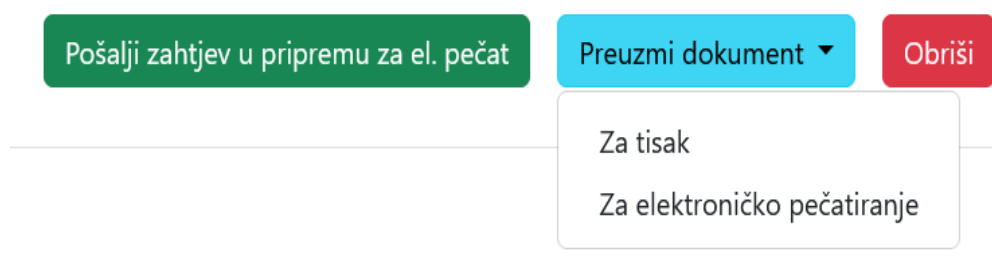 Pošalji zahtjev u pripremu za el. pečat
Preuzmi dokument
Obriši
Za tisak
Za elektroničko pečatiranje